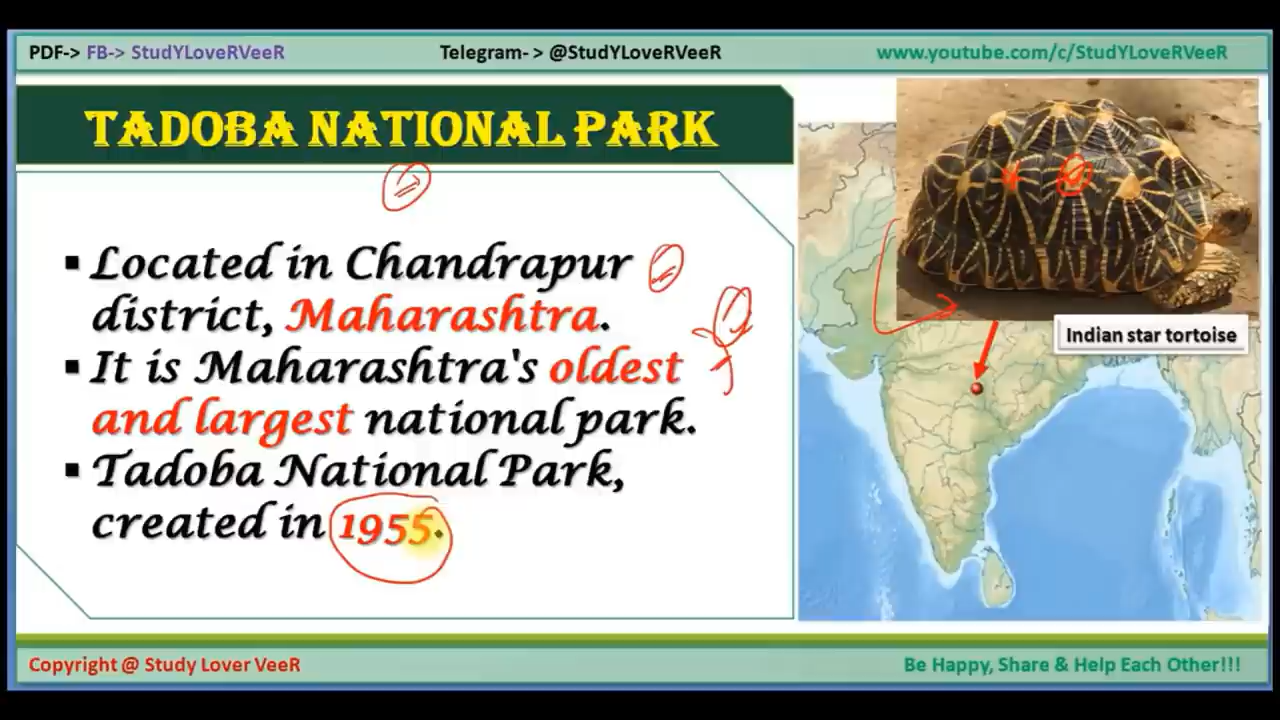 PDF-> FB-> StudYLoveRVeeR
Telegram- > @StudYLoveRVeeR
www.youtube.com/c/StudYLoveRVeeR
TADOBA NATIONAL PARK
▪ Located in Chandrapur
district, Maharashtra.
▪ It is Maharashtra's oldest
and largest national park.
▪ Tadoba National Park,
created in 1955.
Indian star tortoise
Copyright @ Study Lover VeeR
Be Happy, Share & Help Each Other!!!